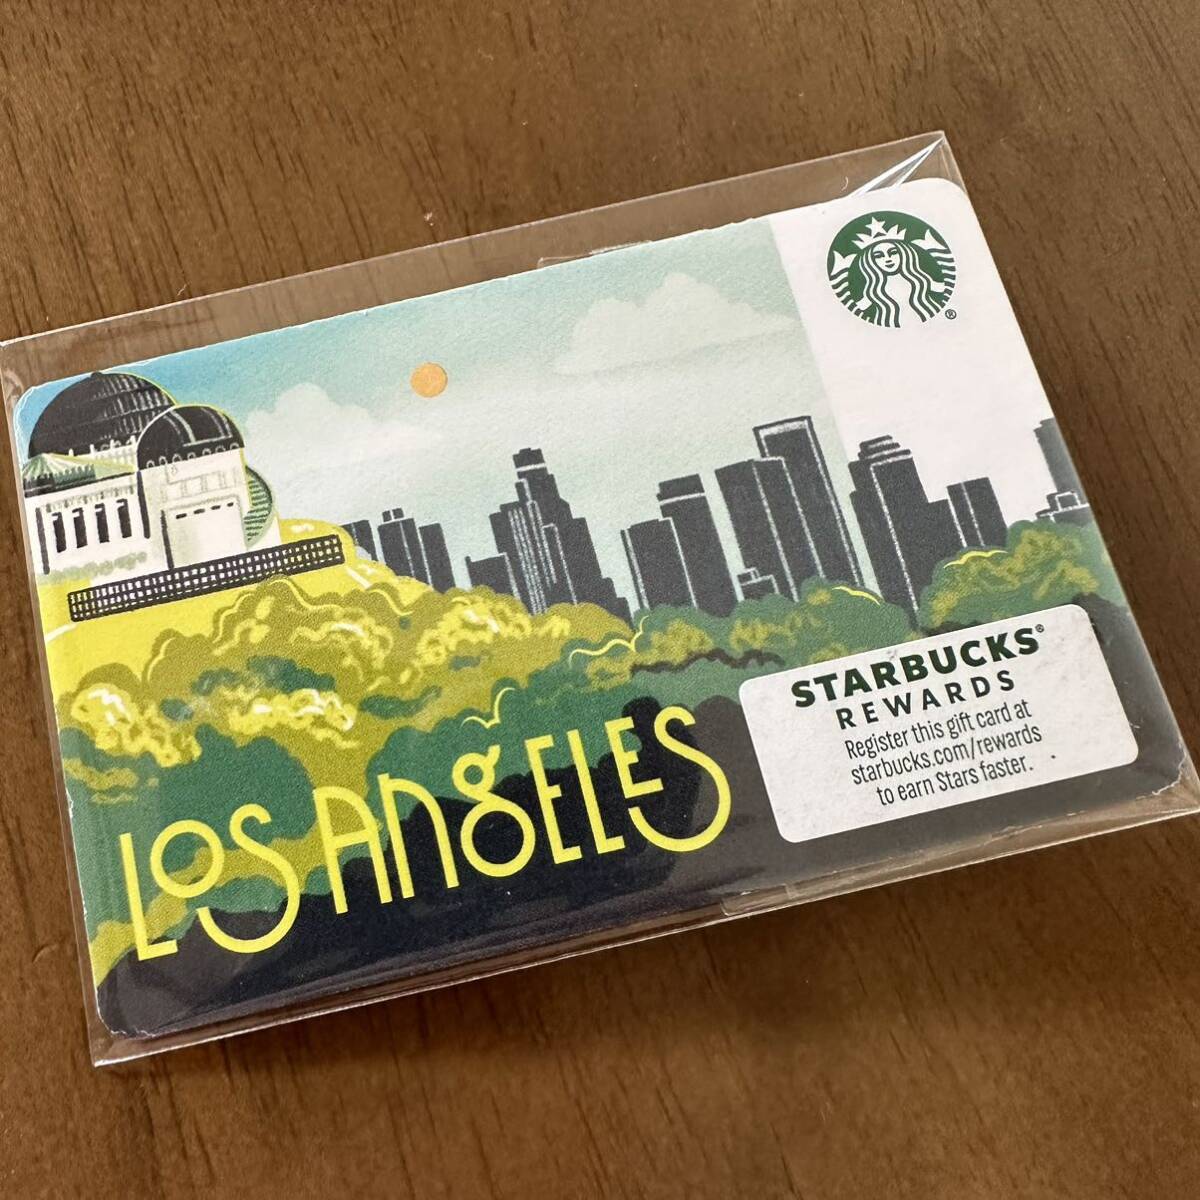 STARBUCKS®
REWARDS
Register this gift card at
starbucks.com/rewards
to earn Stars faster.
LOS ANGELES
®